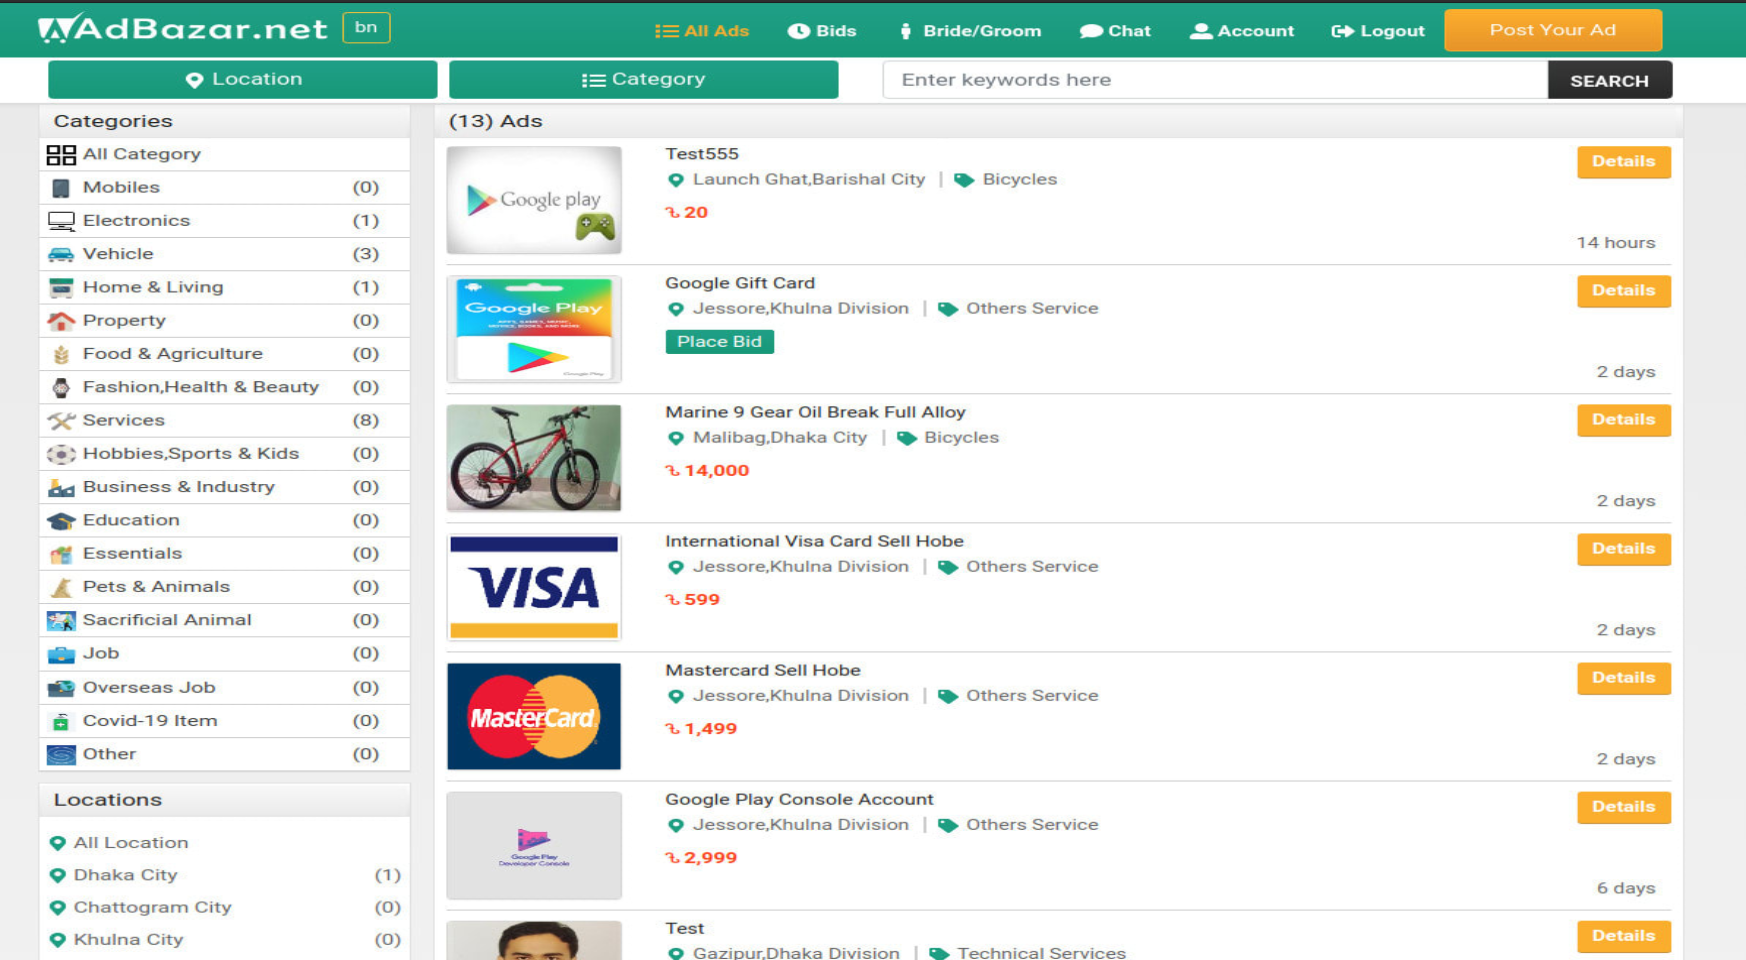 AdBazar.net bn All Ads Bids Bride/Groom Chat Account Logout Post Your Ad
Location Category Enter keywords here SEARCH
Categories
All Category
Mobiles (0)
Electronics (1)
Vehicle (3)
Home & Living (1)
Property (0)
Food & Agriculture (0)
Fashion,Health & Beauty (0)
Services (8)
Hobbies,Sports & Kids (0)
Business & Industry (0)
Education (0)
Essentials (0)
Pets & Animals (0)
Sacrificial Animal (0)
Job (0)
Overseas Job (0)
Covid-19 Item (0)
Other (0)
Locations
All Location
Dhaka City (1)
Chattogram City (0)
Khulna City (0)
(13) Ads
Google play
Test555 Details
Launch Ghat,Barishal City | Bicycles
৳ 20
14 hours
Google Play
Google Play
Google Gift Card Details
Jessore,Khulna Division | Others Service
Place Bid
2 days
Marine 9 Gear Oil Break Full Alloy Details
Malibag,Dhaka City | Bicycles
৳ 14,000
2 days
VISA
International Visa Card Sell Hobe Details
Jessore,Khulna Division | Others Service
৳ 599
2 days
MasterCard
Mastercard Sell Hobe Details
Jessore,Khulna Division | Others Service
৳ 1,499
2 days
Google Play
Developer Console
Google Play Console Account Details
Jessore,Khulna Division | Others Service
৳ 2,999
6 days
Test Details
Gazipur,Dhaka Division | Technical Services